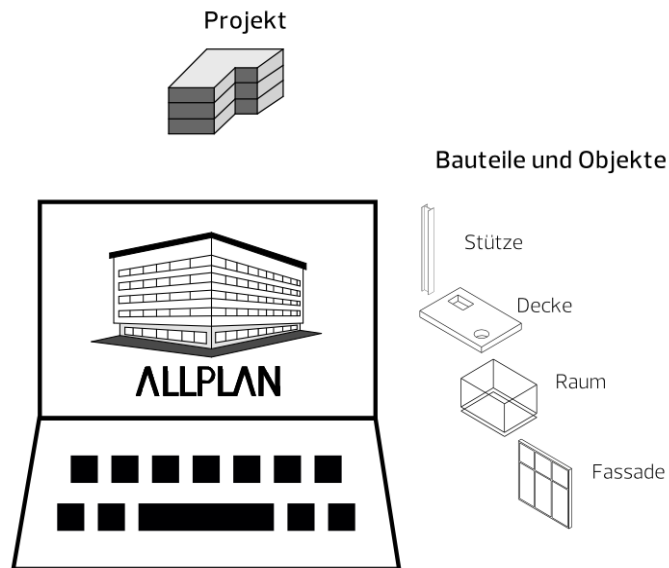 Projekt
Bauteile und Objekte
Stütze
Decke
Raum
Fassade
ALLPLAN